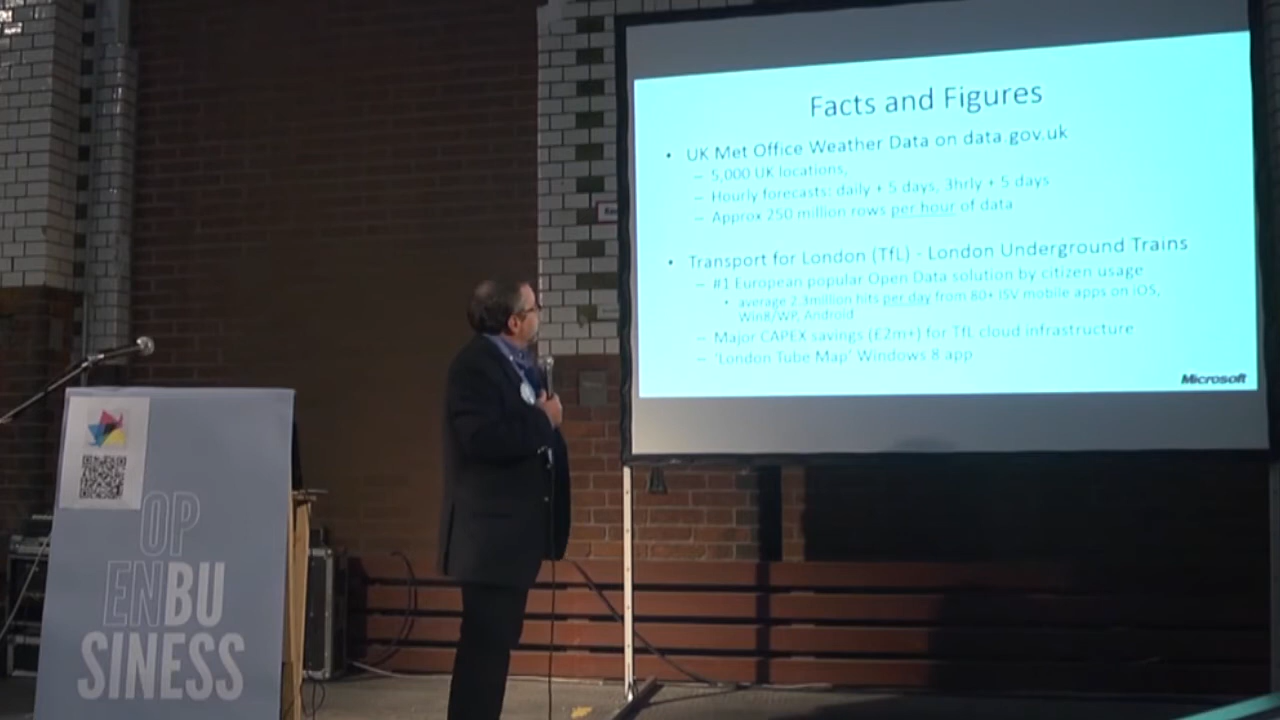 Facts and Figures
• UK Met Office Weather Data on data.gov.uk
– 5,000 UK locations,
– Hourly forecasts: daily + 5 days, 3hrly + 5 days
– Approx 250 million rows per hour of data
• Transport for London (TfL) - London Underground Trains
– #1 European popular Open Data solution by citizen usage
• average 2.3million hits per day from 80+ ISV mobile apps on iOS,
Win8/WP, Android
– Major CAPEX savings (£2m+) for TfL cloud infrastructure
– 'London Tube Map' Windows 8 app
Microsoft
OP
ENBU
SINESS